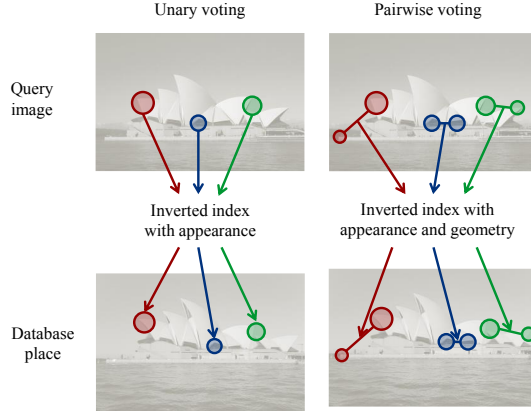 Unary voting
Pairwise voting
Query
image
Inverted index
with appearance
Inverted index with
appearance and geometry
Database
place